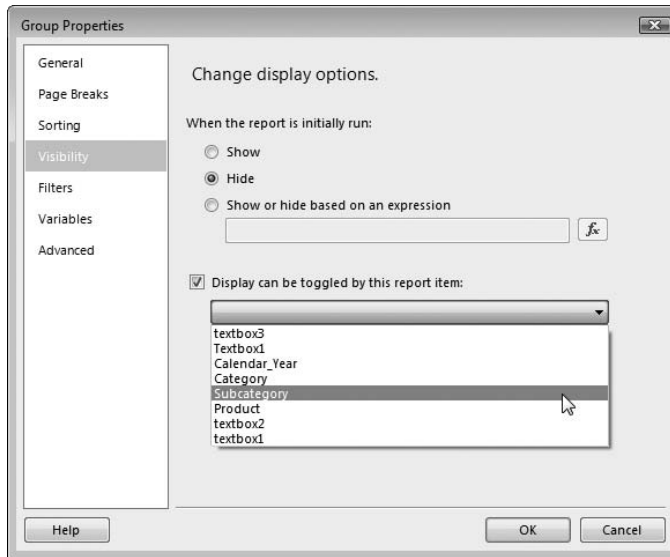 Group Properties
General
Page Breaks
Sorting
Visibility
Filters
Variables
Advanced
Change display options.
When the report is initially run:
Show
Hide
Show or hide based on an expression
fx
Display can be toggled by this report item:
textbox3
Textbox1
Calendar_Year
Category
Subcategory
Product
textbox2
textbox1
Help
OK
Cancel